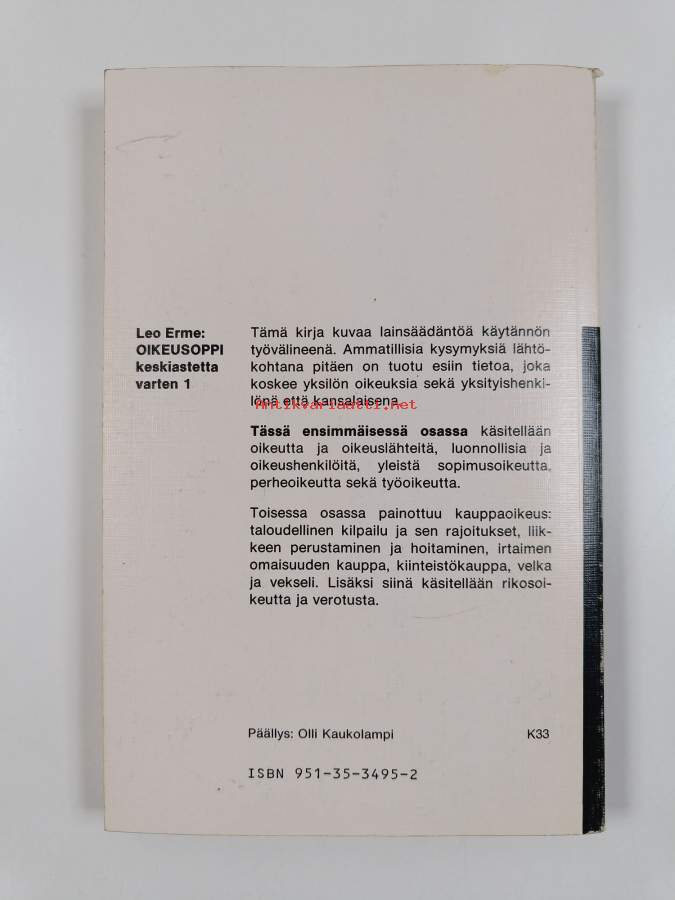 Leo Erme:
OIKEUSOPPI
keskiastetta
varten 1
Tämä kirja kuvaa lainsäädäntöä käytännön
työvälineenä. Ammatillisia kysymyksiä lähtö-
kohtana pitäen on tuotu esiin tietoa, joka
koskee yksilön oikeuksia sekä yksityishenki-
lönä että kansalaisena.
Antikvariaatti.net
Tässä ensimmäisessä osassa käsitellään
oikeutta ja oikeuslähteitä, luonnollisia ja
oikeushenkilöitä, yleistä sopimusoikeutta,
perheoikeutta sekä työoikeutta.
Toisessa osassa painottuu kauppaoikeus:
taloudellinen kilpailu ja sen rajoitukset, liik-
keen perustaminen ja hoitaminen, irtaimen
omaisuuden kauppa, kiinteistökauppa, velka
ja vekseli. Lisäksi siinä käsitellään rikosoi-
keutta ja verotusta.
Päällys: Olli Kaukolampi K33
ISBN 951-35-3495-2